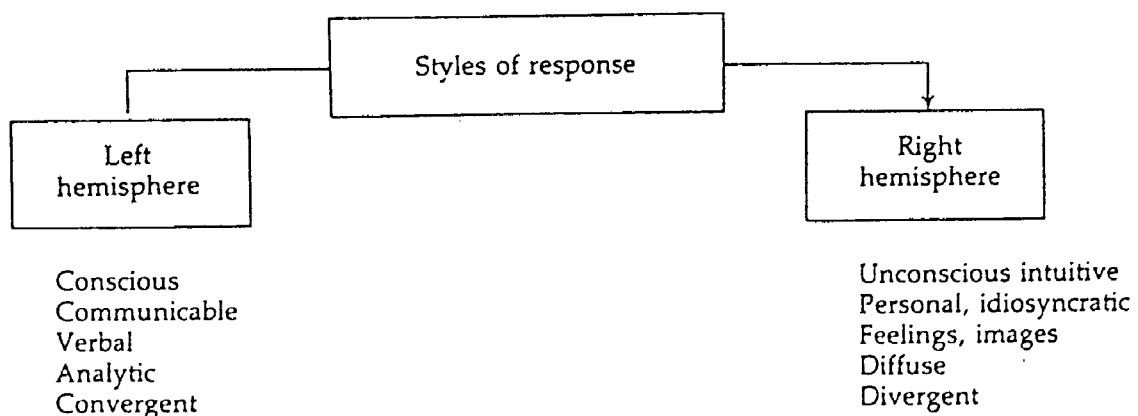 Styles of response
Left
hemisphere
Right
hemisphere
Conscious
Communicable
Verbal
Analytic
Convergent
Unconscious intuitive
Personal, idiosyncratic
Feelings, images
Diffuse
Divergent